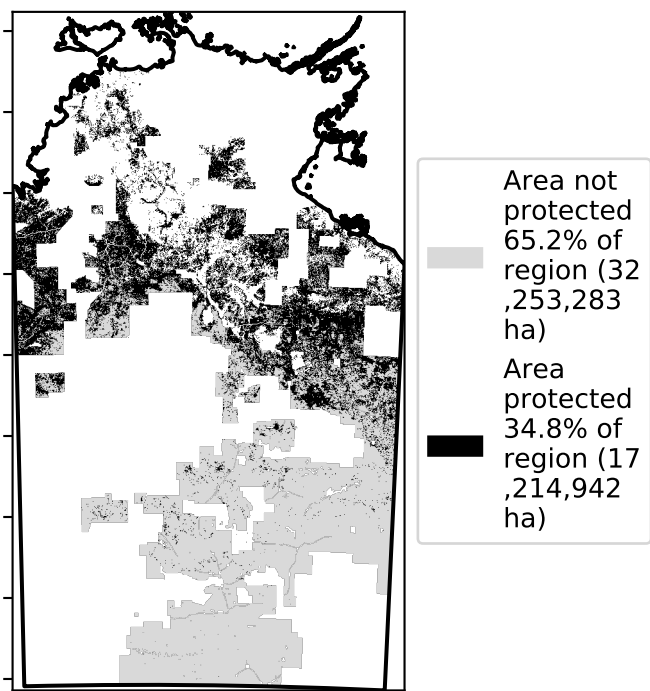 Area not
protected
65.2% of
region (32
,253,283
ha)
Area
protected
34.8% of
region (17
,214,942
ha)